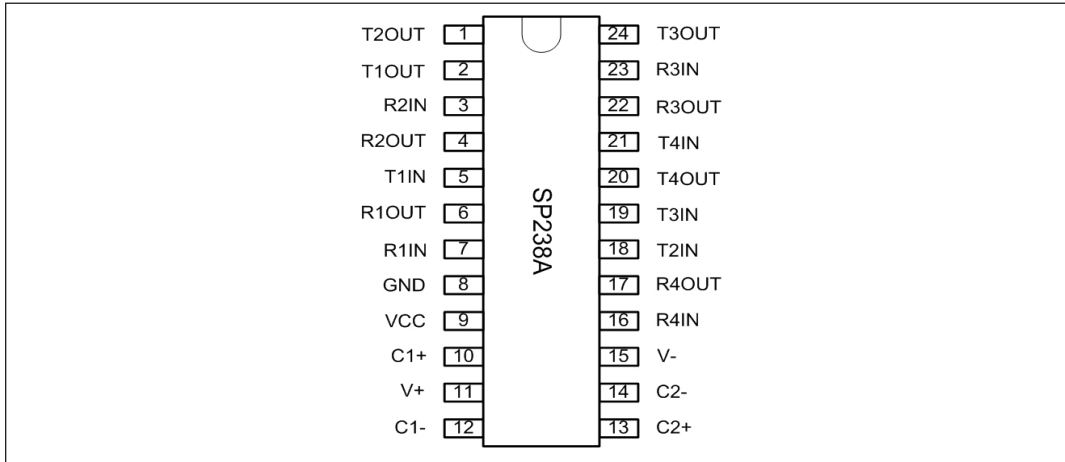 T2OUT 1 24 T3OUT
T1OUT 2 23 R3IN
R2IN 3 22 R3OUT
R2OUT 4 21 T4IN
T1IN 5 20 T4OUT
R1OUT 6 19 T3IN
R1IN 7 18 T2IN
GND 8 17 R4OUT
VCC 9 16 R4IN
C1+ 10 15 V-
V+ 11 14 C2-
C1- 12 13 C2+
SP238A